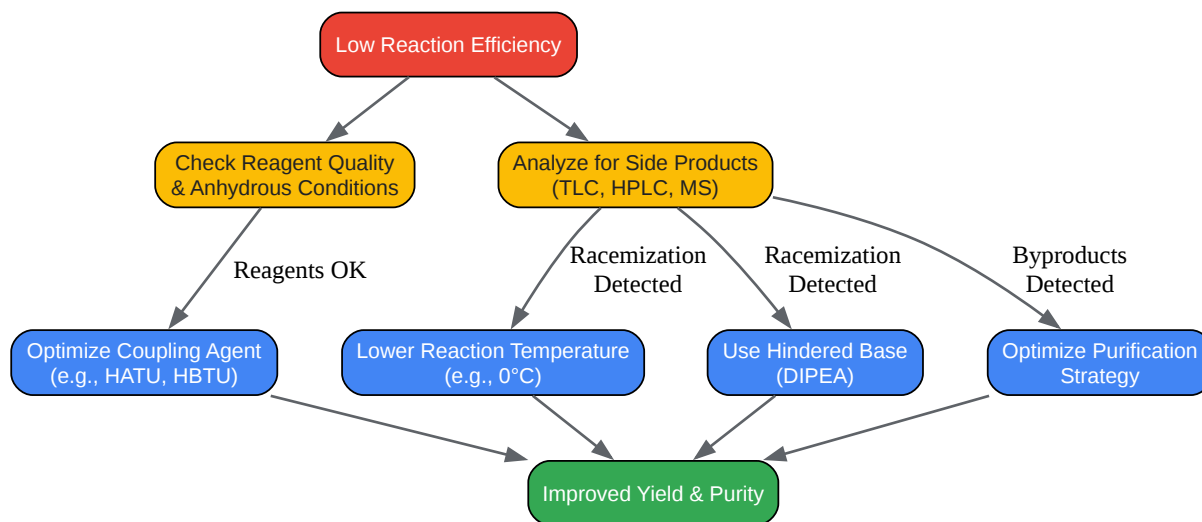 Low Reaction Efficiency
Check Reagent Quality
& Anhydrous Conditions
Analyze for Side Products
(TLC, HPLC, MS)
Reagents OK
Racemization
Detected
Racemization
Detected
Byproducts
Detected
Optimize Coupling Agent
(e.g., HATU, HBTU)
Lower Reaction Temperature
(e.g., 0°C)
Use Hindered Base
(DIPEA)
Optimize Purification
Strategy
Improved Yield & Purity